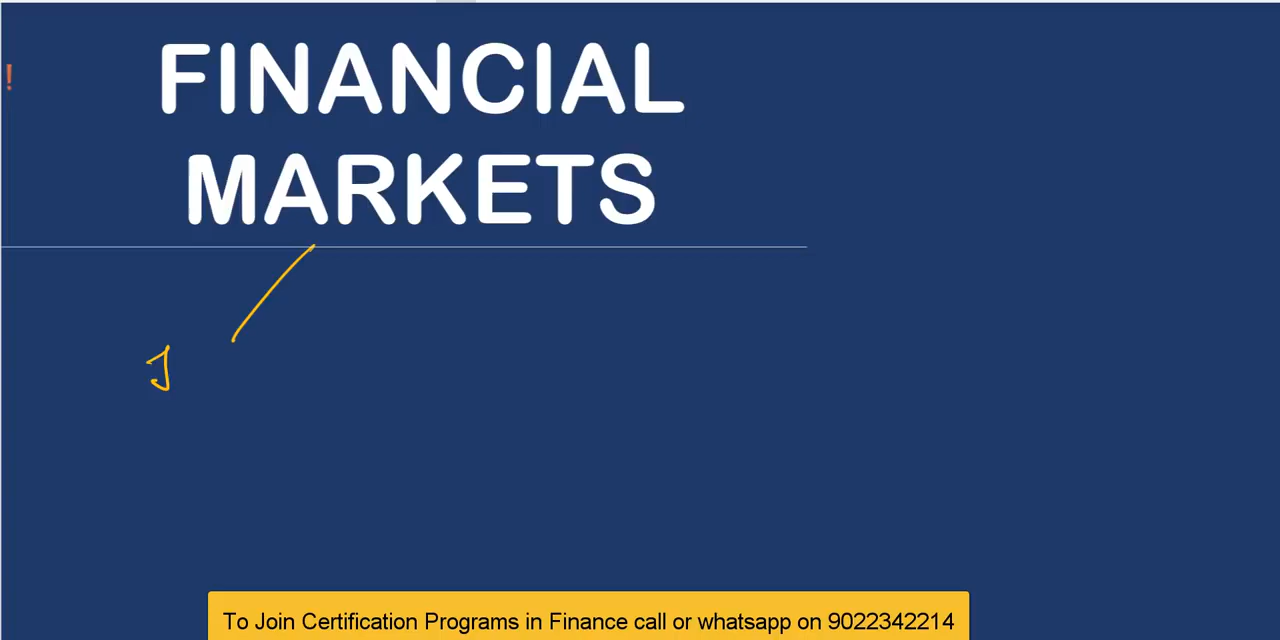 !
FINANCIAL
MARKETS
To Join Certification Programs in Finance call or whatsapp on 9022342214